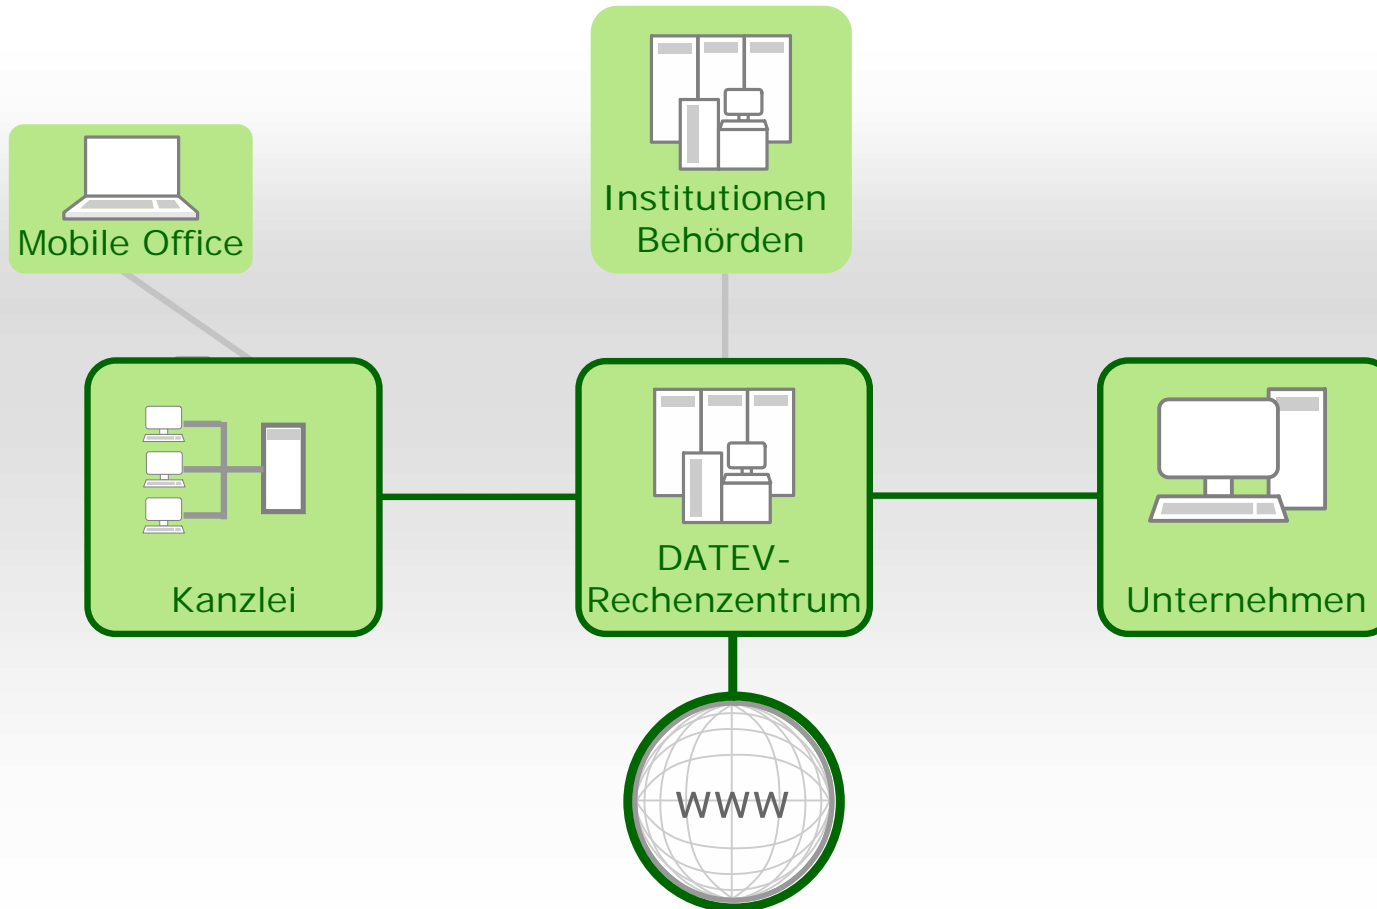 Institutionen
Behörden
Mobile Office
Kanzlei
DATEV-
Rechenzentrum
Unternehmen
www